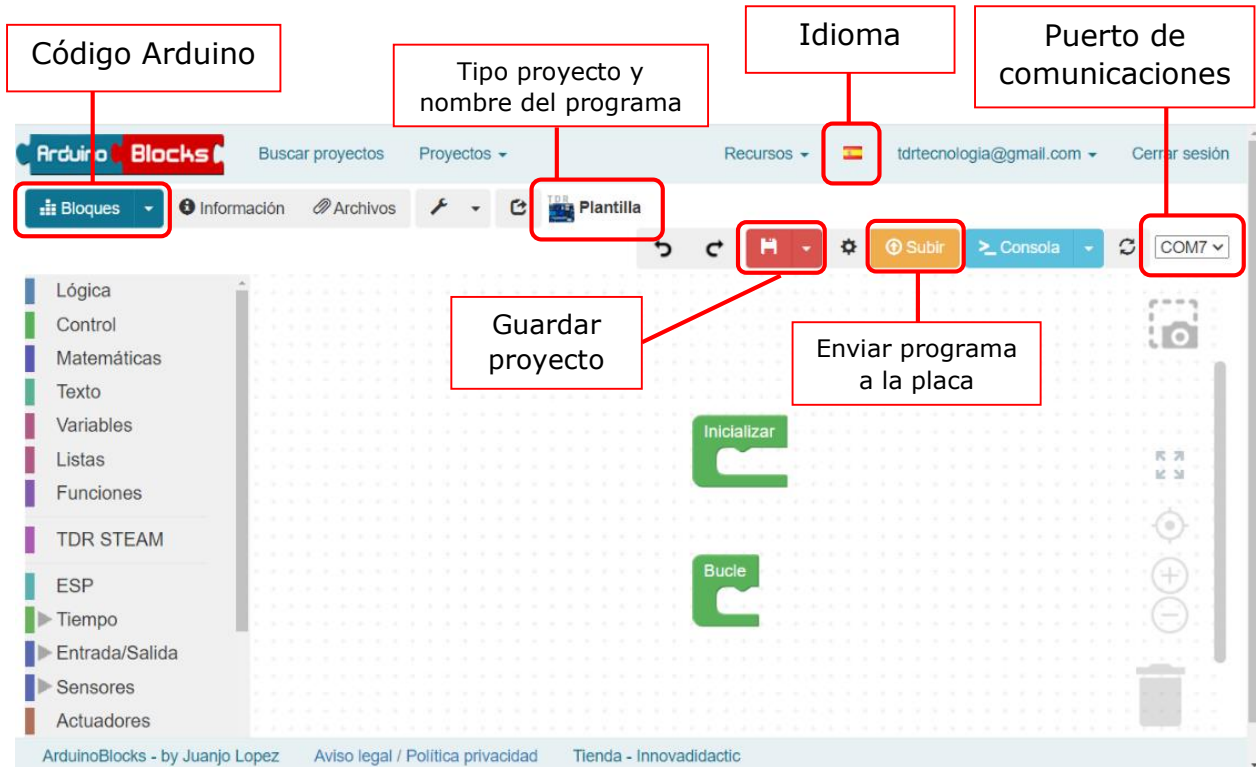 Código Arduino
Tipo proyecto y
nombre del programa
Idioma
Puerto de
comunicaciones
Arduino Blocks
Buscar proyectos
Proyectos
Recursos
tdrtecnologia@gmail.com
Cerrar sesión
Bloques
Información
Archivos
TDR
Plantilla
Subir
>_ Consola
COM7
Guardar
proyecto
Enviar programa
a la placa
Lógica
Control
Matemáticas
Texto
Variables
Listas
Funciones
TDR STEAM
ESP
Tiempo
Entrada/Salida
Sensores
Actuadores
Inicializar
Bucle
ArduinoBlocks - by Juanjo Lopez
Aviso legal / Política privacidad
Tienda - Innovadidactic